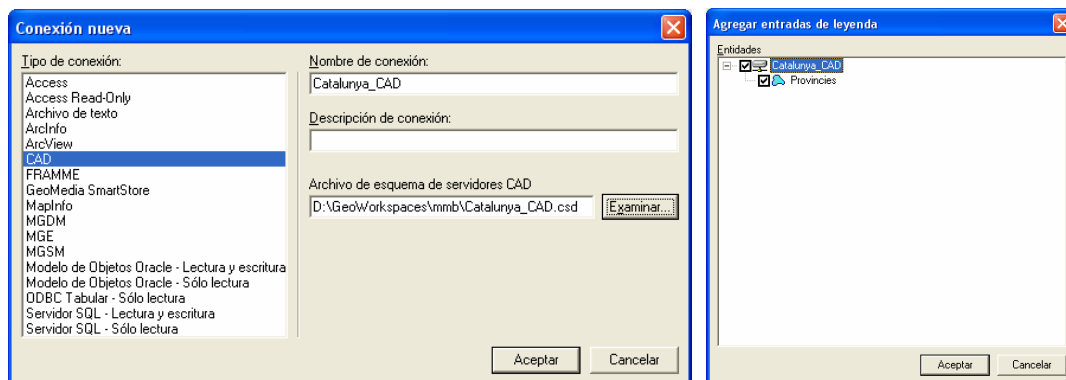 Conexión nueva
Tipo de conexión:
Access
Access Read-Only
Archivo de texto
ArcInfo
ArcView
CAD
FRAMME
GeoMedia SmartStore
MapInfo
MGDM
MGE
MGSM
Modelo de Objetos Oracle - Lectura y escritura
Modelo de Objetos Oracle - Sólo lectura
ODBC Tabular - Sólo lectura
Servidor SQL - Lectura y escritura
Servidor SQL - Sólo lectura
Nombre de conexión:
Catalunya_CAD
Descripción de conexión:
Archivo de esquema de servidores CAD
D:\GeoWorkspaces\mmb\Catalunya_CAD.csd
Examinar...
Aceptar
Cancelar
Agregar entradas de leyenda
Entidades
Catalunya_CAD
Provincies
Aceptar
Cancelar